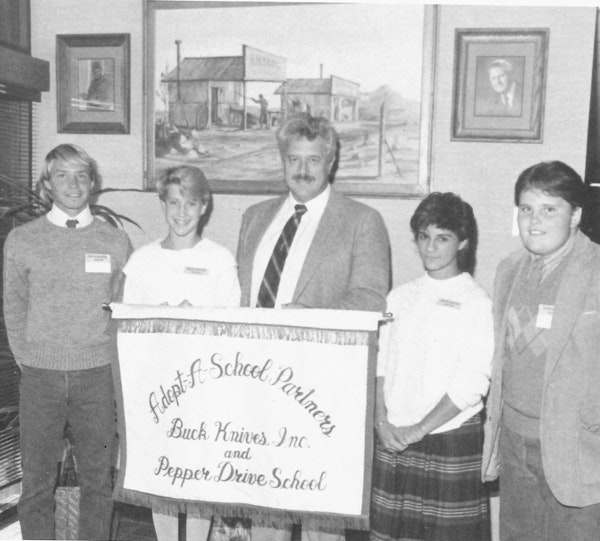 Adopt-A-School Partners
Buck Knives, Inc.
and
Pepper Drive School